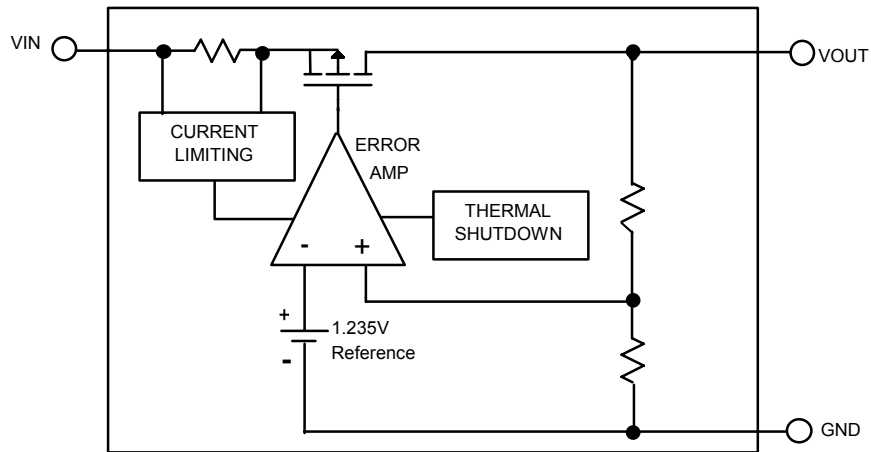 VIN
VOUT
CURRENT
LIMITING
ERROR
AMP
THERMAL
SHUTDOWN
- +
+
1.235V
Reference
-
GND